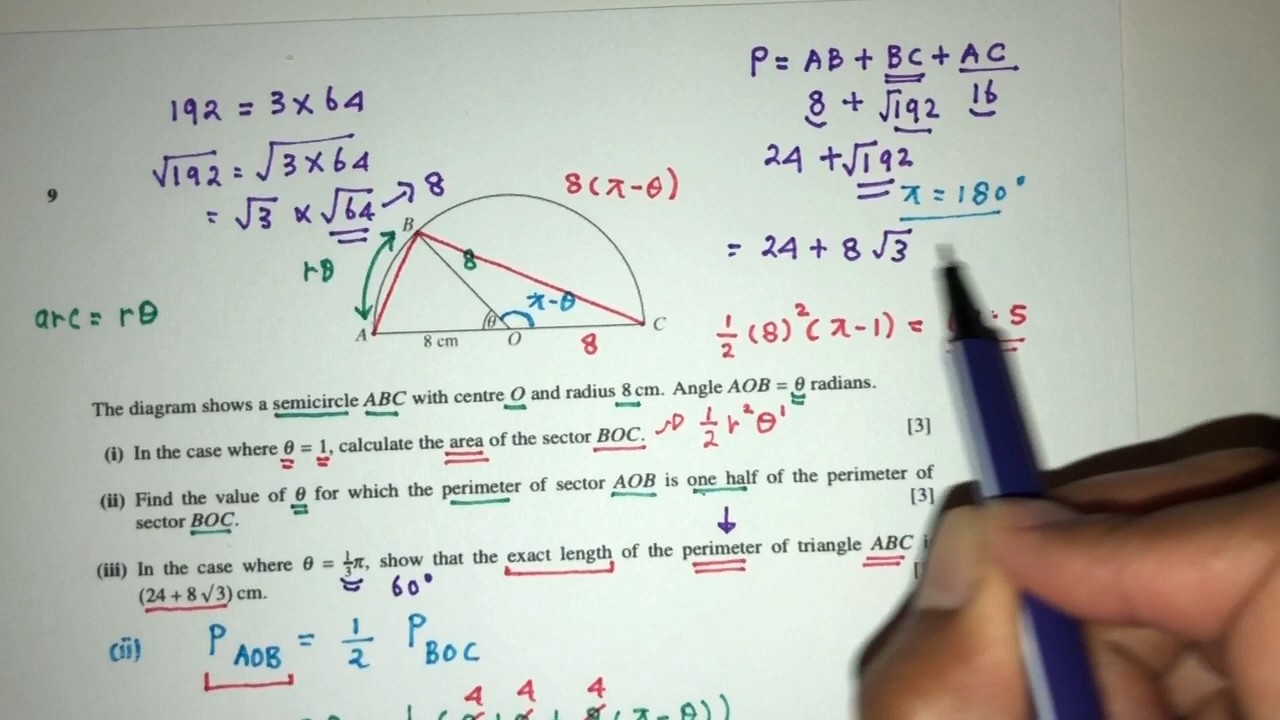 192 = 3 × 64
√192 = √3 × 64
= √3 × √64 → 8
P = AB + BC + AC
8 + √192 16
24 + √192
π = 180°
= 24 + 8√3
9
8(π-θ)
B
rθ
8
π-θ
arc = rθ
A
8 cm
θ
O
8
C
½(8)²(π-1) =
5
The diagram shows a semicircle ABC with centre O and radius 8 cm. Angle AOB = θ radians.
(i) In the case where θ = 1, calculate the area of the sector BOC. → ½r²θ¹ [3]
(ii) Find the value of θ for which the perimeter of sector AOB is one half of the perimeter of
sector BOC. [3]
(iii) In the case where θ = ⅓π, show that the exact length of the perimeter of triangle ABC
60°
(24 + 8√3) cm.
(ii) P AOB = ½ P BOC
4 4 4
(π-θ))